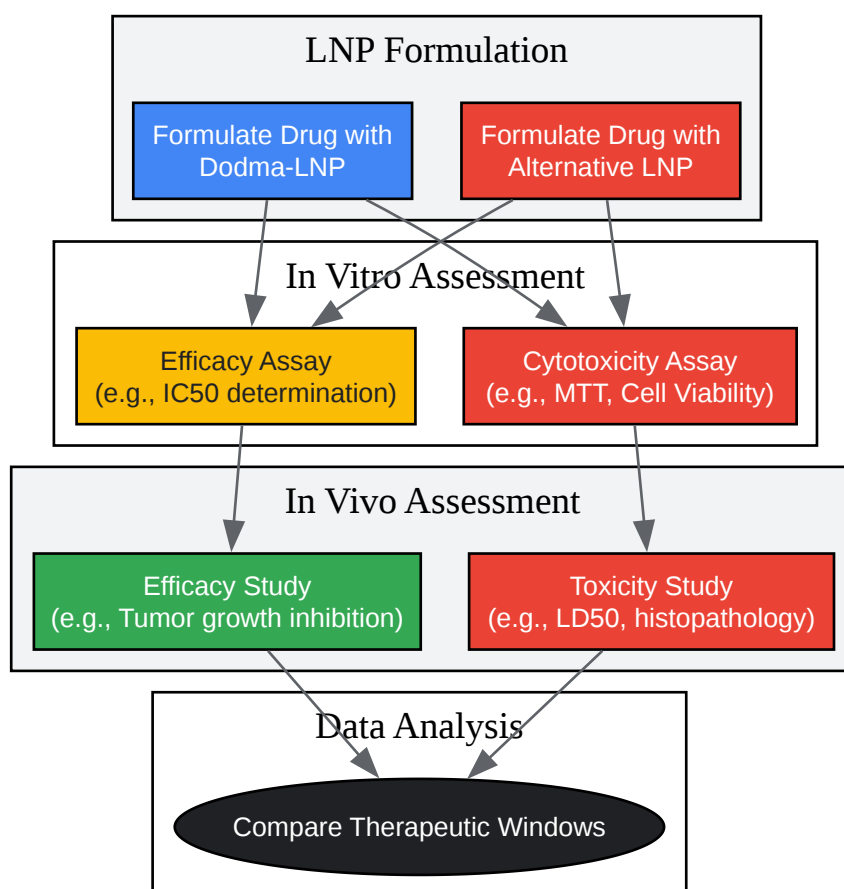 LNP Formulation
Formulate Drug with
Dodma-LNP
Formulate Drug with
Alternative LNP
In Vitro Assessment
Efficacy Assay
(e.g., IC50 determination)
Cytotoxicity Assay
(e.g., MTT, Cell Viability)
In Vivo Assessment
Efficacy Study
(e.g., Tumor growth inhibition)
Toxicity Study
(e.g., LD50, histopathology)
Data Analysis
Compare Therapeutic Windows